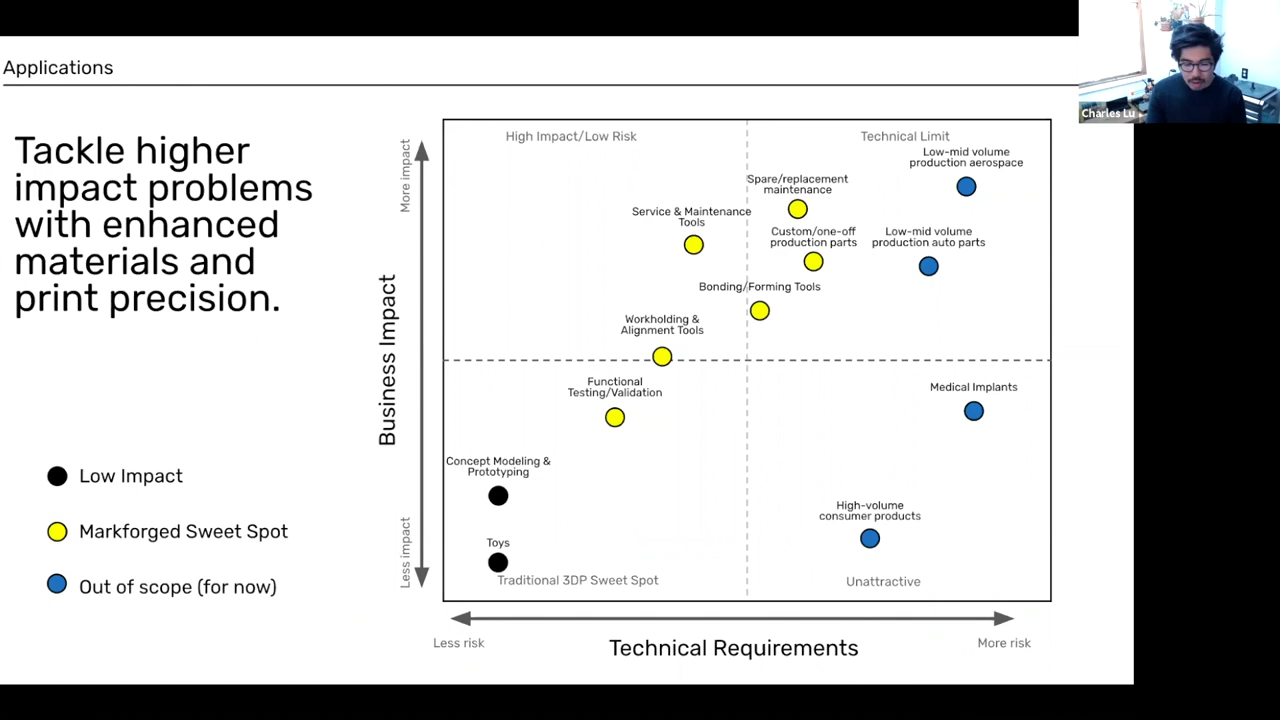 Applications
Charles Lu
Tackle higher
impact problems
with enhanced
materials and
print precision.
Low Impact
Markforged Sweet Spot
Out of scope (for now)
Business Impact
More impact
Less impact
High Impact/Low Risk
Technical Limit
Low-mid volume
production aerospace
Spare/replacement
maintenance
Service & Maintenance
Tools
Custom/one-off
production parts
Low-mid volume
production auto parts
Bonding/Forming Tools
Workholding &
Alignment Tools
Functional
Testing/Validation
Medical Implants
Concept Modeling &
Prototyping
High-volume
consumer products
Toys
Traditional 3DP Sweet Spot
Unattractive
Less risk
Technical Requirements
More risk